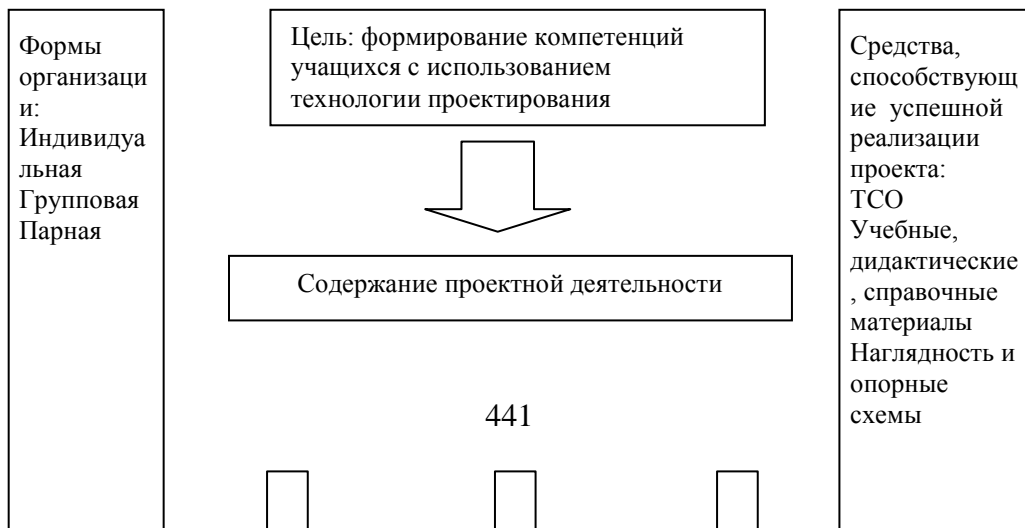 Формы
организаци
и:
Индивидуа
льная
Групповая
Парная
Цель: формирование компетенций
учащихся с использованием
технологии проектирования
Содержание проектной деятельности
441
Средства,
способствующ
ие успешной
реализации
проекта:
ТСО
Учебные,
дидактические
, справочные
материалы
Наглядность и
опорные
схемы